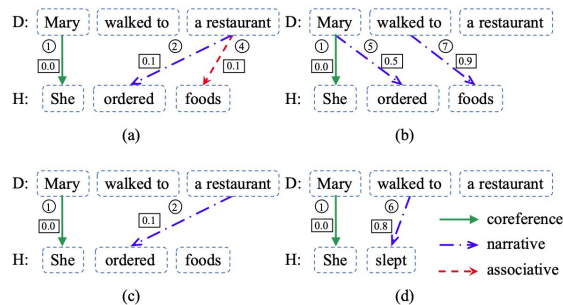 D: Mary walked to a restaurant
① ② ④
0.0 0.1 0.1
H: She ordered foods
(a)
D: Mary walked to a restaurant
① ⑤ ⑦
0.0 0.5 0.9
H: She ordered foods
(b)
D: Mary walked to a restaurant
① ②
0.0 0.1
H: She ordered foods
(c)
D: Mary walked to a restaurant
① ⑥
0.0 0.8
H: She slept
(d)
coreference
narrative
associative